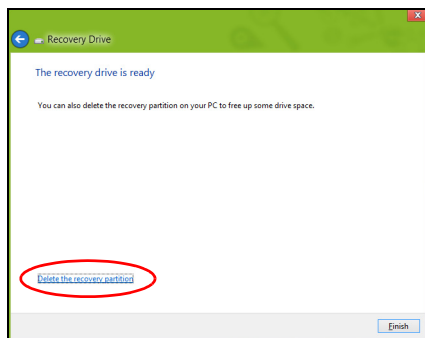 x
Recovery Drive
The recovery drive is ready
You can also delete the recovery partition on your PC to free up some drive space.
Delete the recovery partition
Finish